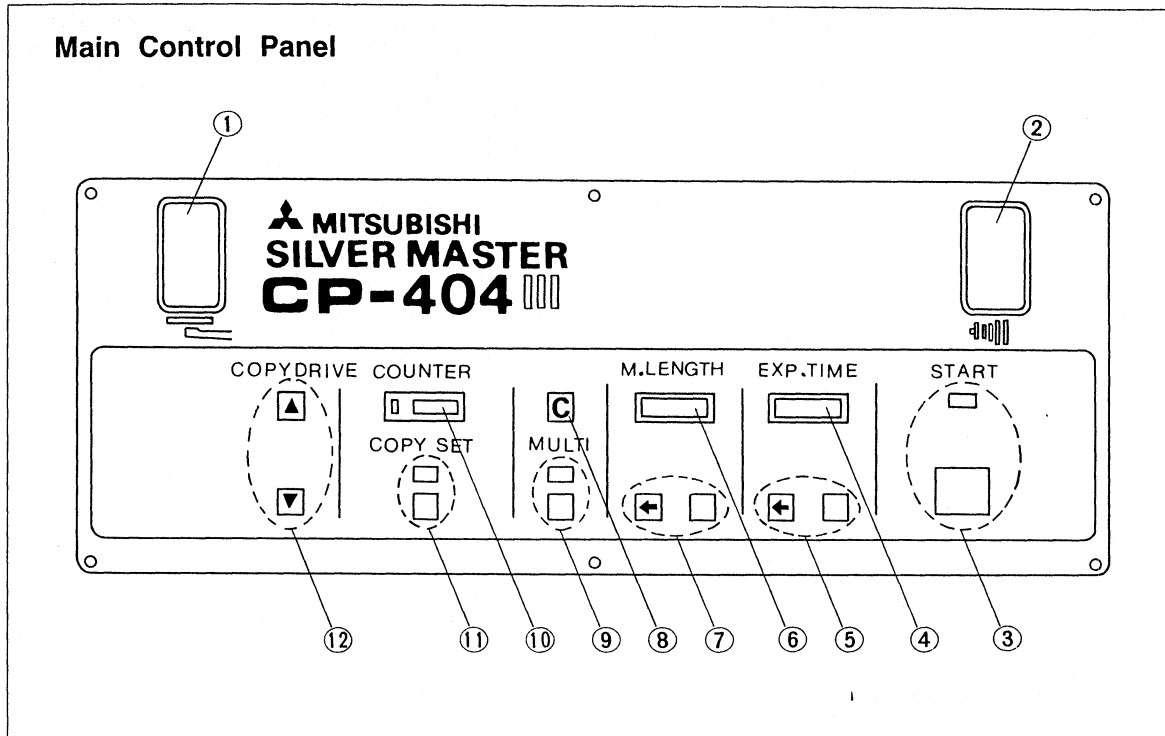 Main Control Panel
① ②
MITSUBISHI
SILVER MASTER
CP-404 III
COPYDRIVE COUNTER M.LENGTH EXP.TIME START
▲ C
COPY SET MULTI
▼ ← ←
⑫ ⑪ ⑩ ⑨ ⑧ ⑦ ⑥ ⑤ ④ ③